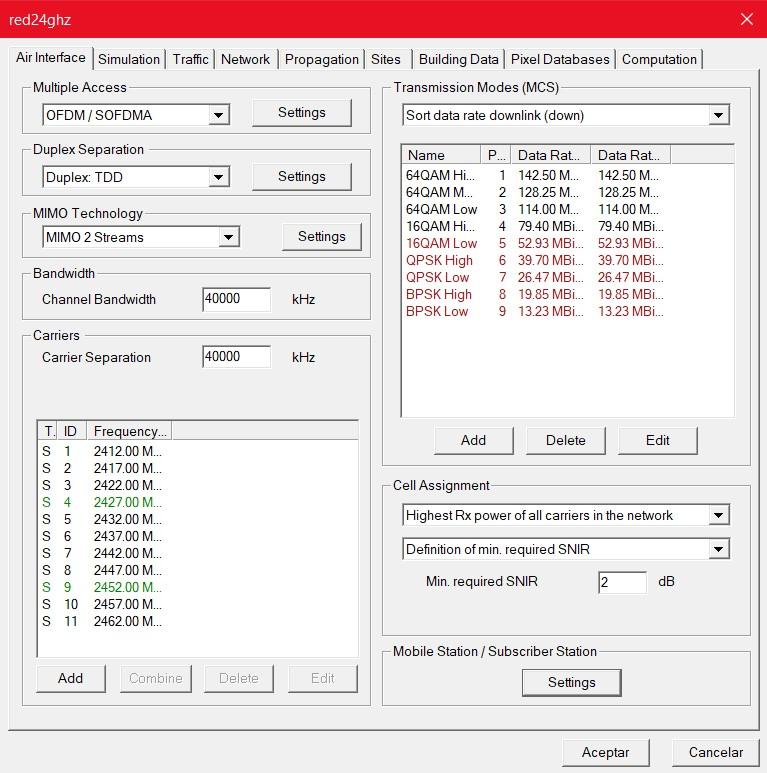 red24ghz
Air Interface Simulation Traffic Network Propagation Sites Building Data Pixel Databases Computation
Multiple Access
OFDM / SOFDMA Settings
Duplex Separation
Duplex: TDD Settings
MIMO Technology
MIMO 2 Streams Settings
Bandwidth
Channel Bandwidth 40000 kHz
Carriers
Carrier Separation 40000 kHz
T. ID Frequency...
S 1 2412.00 M...
S 2 2417.00 M...
S 3 2422.00 M...
S 4 2427.00 M...
S 5 2432.00 M...
S 6 2437.00 M...
S 7 2442.00 M...
S 8 2447.00 M...
S 9 2452.00 M...
S 10 2457.00 M...
S 11 2462.00 M...
Add Combine Delete Edit
Transmission Modes (MCS)
Sort data rate downlink (down)
Name P... Data Rat... Data Rat...
64QAM Hi... 1 142.50 M... 142.50 M...
64QAM M... 2 128.25 M... 128.25 M...
64QAM Low 3 114.00 M... 114.00 M...
16QAM Hi... 4 79.40 MBi... 79.40 MBi...
16QAM Low 5 52.93 MBi... 52.93 MBi...
QPSK High 6 39.70 MBi... 39.70 MBi...
QPSK Low 7 26.47 MBi... 26.47 MBi...
BPSK High 8 19.85 MBi... 19.85 MBi...
BPSK Low 9 13.23 MBi... 13.23 MBi...
Add Delete Edit
Cell Assignment
Highest Rx power of all carriers in the network
Definition of min. required SNIR
Min. required SNIR 2 dB
Mobile Station / Subscriber Station
Settings
Aceptar Cancelar